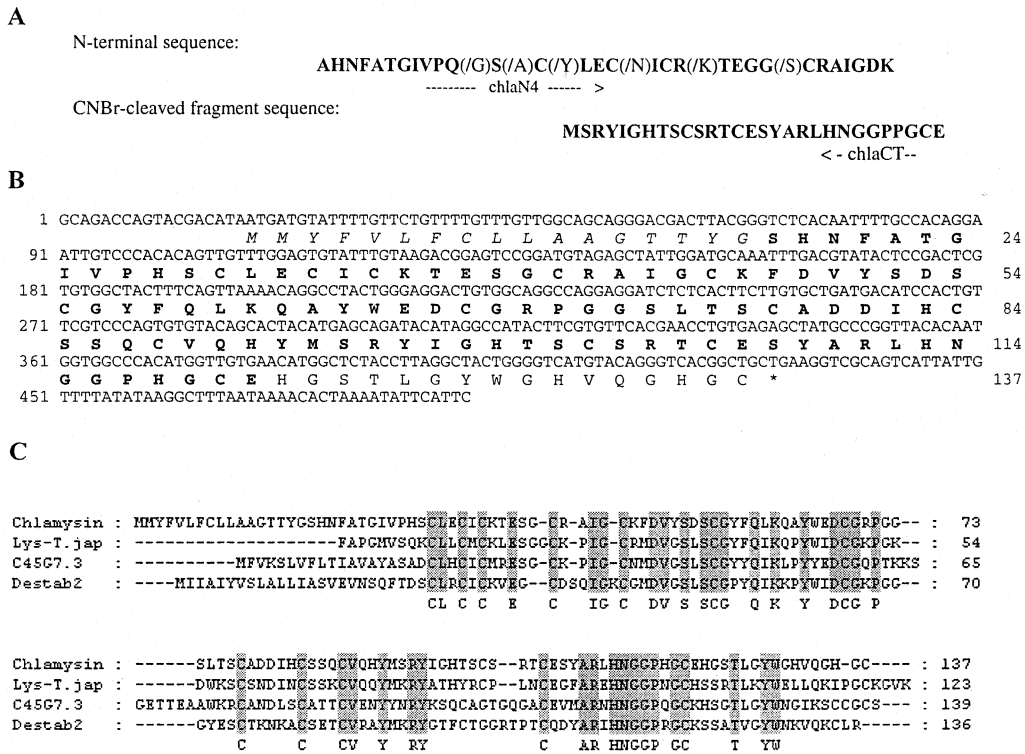 A
N-terminal sequence:
AHNFATGIVPQ(/G)S(/A)C(/Y)LEC(/N)ICR(/K)TEGG(/S)CRAIGDK
--------- chlaN4 ------ >
CNBr-cleaved fragment sequence:
MSRYIGHTSCSRTCESYARLHNGGPPGCE
< - chlaCT--
B
1 GCAGACCAGTACGACATAATGATGTATTTTGTTCTGTTTTGTTTGTTGGCAGCAGGGACGACTTACGGGTCTCACAATTTTGCCACAGGA
M M Y F V L F C L L A A G T T Y G S H N F A T G 24
91 ATTGTCCCACACAGTTGTTTGGAGTGTATTTGTAAGACGGAGTCCGGATGTAGAGCTATTGGATGCAAATTTGACGTATACTCCGACTCG
I V P H S C L E C I C K T E S G C R A I G C K F D V Y S D S 54
181 TGTGGCTACTTTCAGTTAAAACAGGCCTACTGGGAGGACTGTGGCAGGCCAGGAGGATCTCTCACTTCTTGTGCTGATGACATCCACTGT
C G Y F Q L K Q A Y W E D C G R P G G S L T S C A D D I H C 84
271 TCGTCCCAGTGTGTACAGCACTACATGAGCAGATACATAGGCCATACTTCGTGTTCACGAACCTGTGAGAGCTATGCCCGGTTACACAAT
S S Q C V Q H Y M S R Y I G H T S C S R T C E S Y A R L H N 114
361 GGTGGCCCACATGGTTGTGAACATGGCTCTACCTTAGGCTACTGGGGTCATGTACAGGGTCACGGCTGCTGAAGGTCGCAGTCATTATTG
G G P H G C E H G S T L G Y W G H V Q G H G C * 137
451 TTTTATATAAGGCTTTAATAAAACACTAAAATATTCATTC
C
Chlamysin : MMYFVLFCLLAAGTTYGSHNFATGIVPHSCLECICKTESG-CR-AIG-CKFDVYSDSCGYFQLKQAYWEDCGRPGG-- : 73
Lys-T.jap : -----------------FAPGMVSQKCLLCMCKLESGGCK-PIG-CRMDVGSLSCGYFQIKQPYWIDCGKPGK-- : 54
C45G7.3 : --------MFVKSLVFLTIAVAYASADCLHCICMRESG-CK-PIG-CNMDVGSLSCGYYQIKLPYYEDCGQPTKKS : 65
Destab2 : ---MIIAIYVSLALLIASVEVNSQFTDSCLRCICKVEG-CDSQIGKCGMDVGSLSCGPYQIKKPYWIDCGKPGG-- : 70
CL C C E C IG C DV S SCG Q K Y DCG P
Chlamysin : ------SLTSCADDIHCSSQCVQHYMSRYIGHTSCS--RTCESYARLHNGGPHGCEHGSTLGYWGHVQGH-GC---- : 137
Lys-T.jap : ------DWKSCSNDINCSSKCVQQYMKRYATHYRCP--LNCEGFAREHNGGPNGCHSSRTLKYWELLQKIPGCKGVK : 123
C45G7.3 : GETTEAAWKRCANDLSCATTCVENYYNRYKSQCAGTGQGACEVMARNHNGGPQGCKHSGTLGYWNGIKSCCGCS--- : 139
Destab2 : ------GYESCTKNKACSETCVRAYMKRYGTFCTGGRTPTCQDYARIHNGGPRGCKSSATVGYWNKVQKCLR----- : 136
C C CV Y RY C AR HNGGP GC T YW